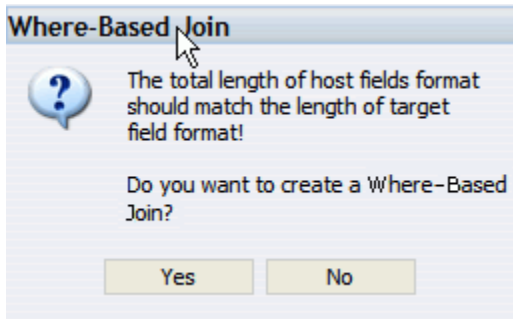 Where-Based Join
The total length of host fields format
should match the length of target
field format!
Do you want to create a Where-Based
Join?
Yes No